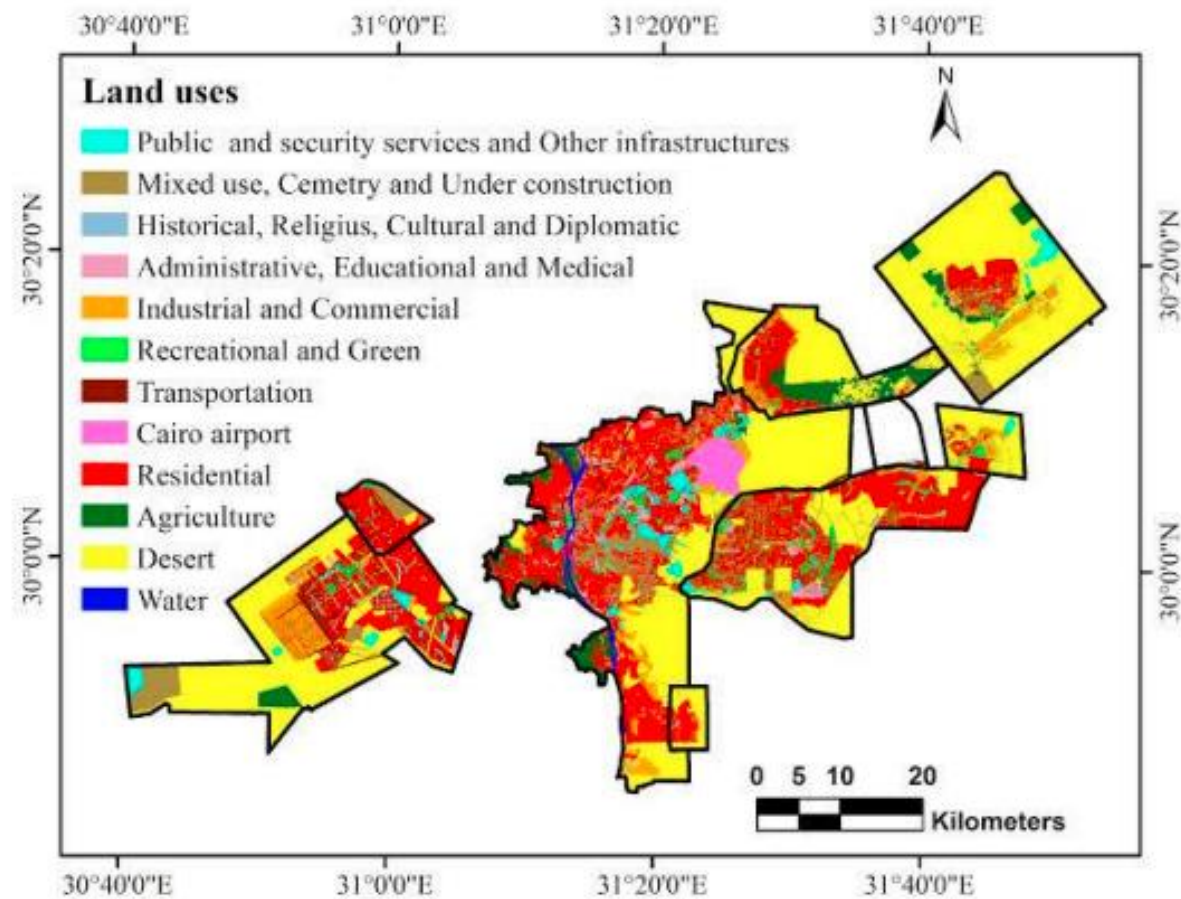 30°40'0"E 31°0'0"E 31°20'0"E 31°40'0"E
N
Land uses
Public and security services and Other infrastructures
Mixed use, Cemetry and Under construction
Historical, Religius, Cultural and Diplomatic
Administrative, Educational and Medical
Industrial and Commercial
Recreational and Green
Transportation
Cairo airport
Residential
Agriculture
Desert
Water
30°20'0"N
30°0'0"N
30°20'0"N
30°0'0"N
0 5 10 20
Kilometers
30°40'0"E 31°0'0"E 31°20'0"E 31°40'0"E